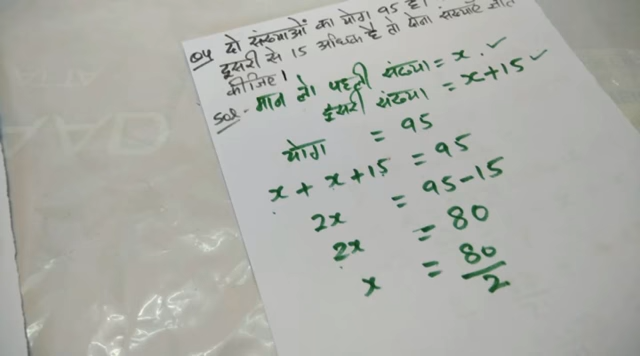 Q4 दो संख्याओं का योग 95 है।
दूसरी से 15 अधिक है तो दोनों संख्याएँ ज्ञात
कीजिए।
Sol- मान लो पहली संख्या = x ✓
दूसरी संख्या = x+15 ✓
योग = 95
x + x + 15 = 95
2x = 95-15
2x = 80
x = 80/2